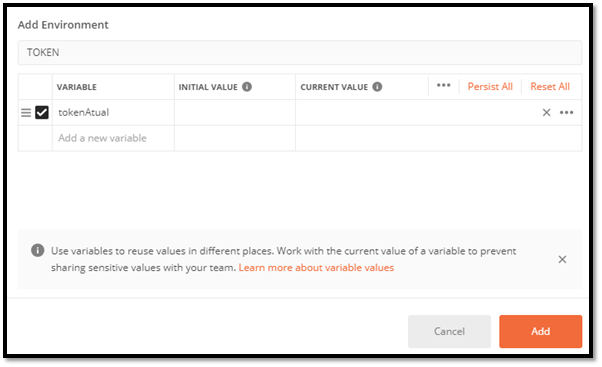 Add Environment
TOKEN
VARIABLE INITIAL VALUE CURRENT VALUE ••• Persist All Reset All
tokenAtual
Add a new variable
Use variables to reuse values in different places. Work with the current value of a variable to prevent
sharing sensitive values with your team. Learn more about variable values
Cancel Add